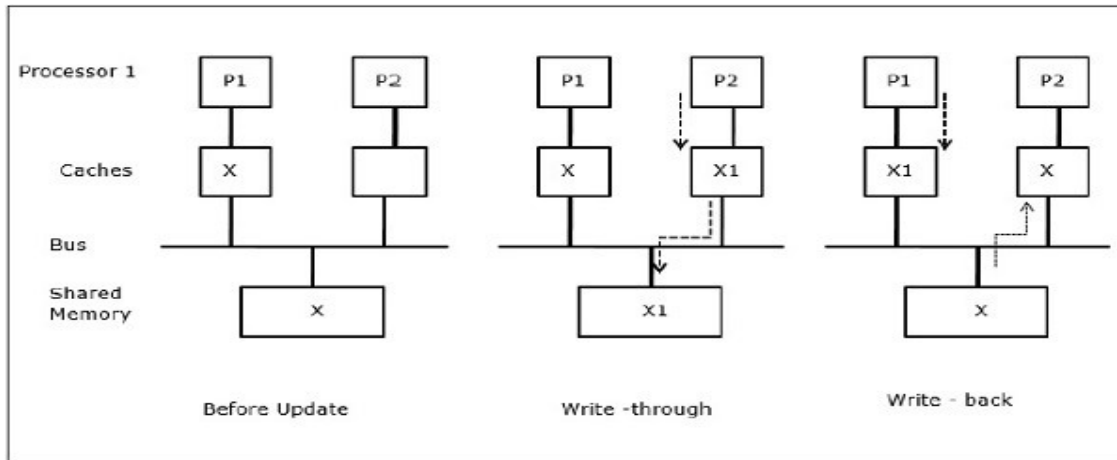 Processor 1
P1
P2
P1
P2
P1
P2
Caches
X
X
X1
X1
X
Bus
Shared
Memory
X
X1
X
Before Update
Write -through
Write - back